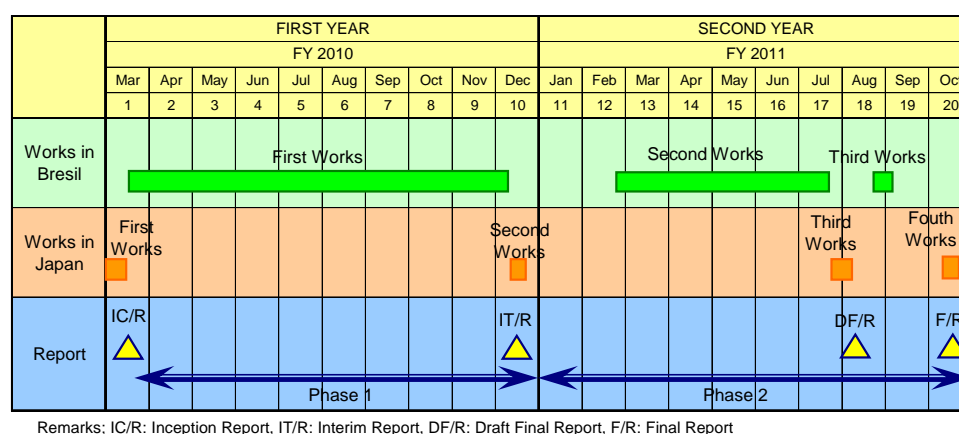 FIRST YEAR SECOND YEAR
FY 2010 FY 2011
Mar Apr May Jun Jul Aug Sep Oct Nov Dec Jan Feb Mar Apr May Jun Jul Aug Sep Oct
1 2 3 4 5 6 7 8 9 10 11 12 13 14 15 16 17 18 19 20
Works in
Bresil
First Works Second Works Third Works
Works in
Japan
First
Works
Second
Works
Third
Works
Fouth
Works
Report
IC/R IT/R DF/R F/R
Phase 1 Phase 2
Remarks; IC/R: Inception Report, IT/R: Interim Report, DF/R: Draft Final Report, F/R: Final Report